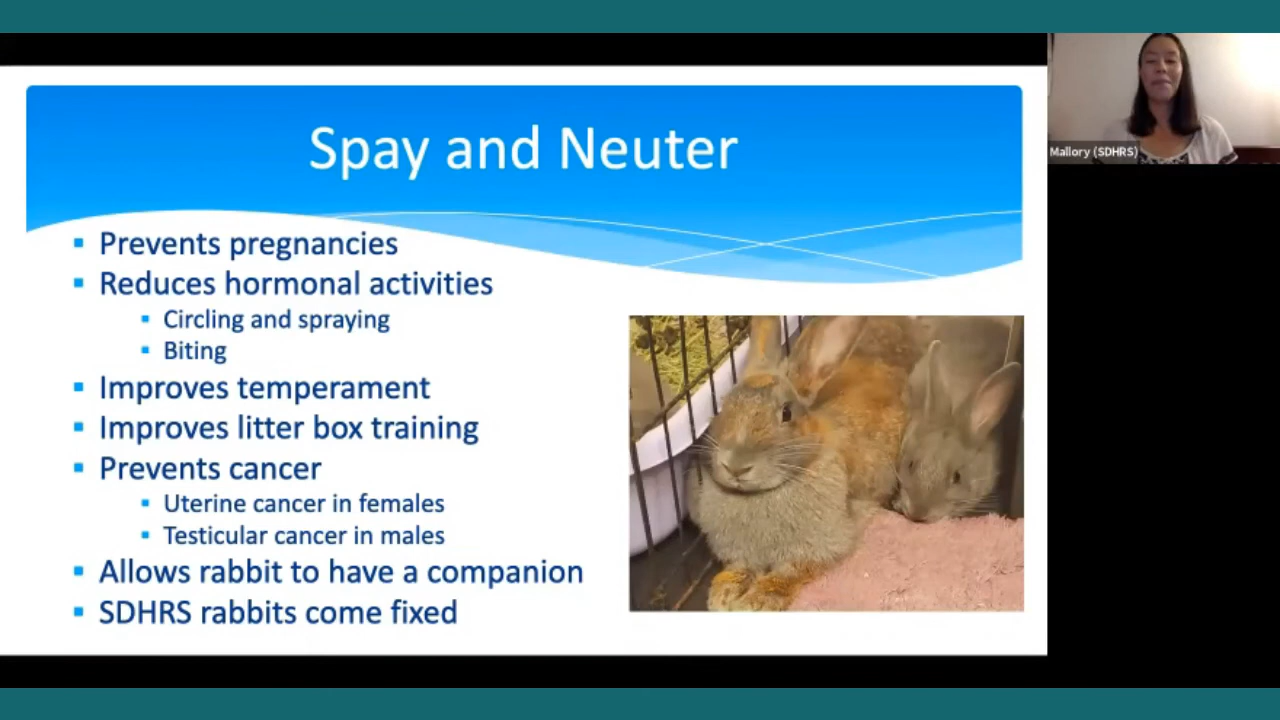 Spay and Neuter
Prevents pregnancies
Reduces hormonal activities
Circling and spraying
Biting
Improves temperament
Improves litter box training
Prevents cancer
Uterine cancer in females
Testicular cancer in males
Allows rabbit to have a companion
SDHRS rabbits come fixed
Mallory (SDHRS)